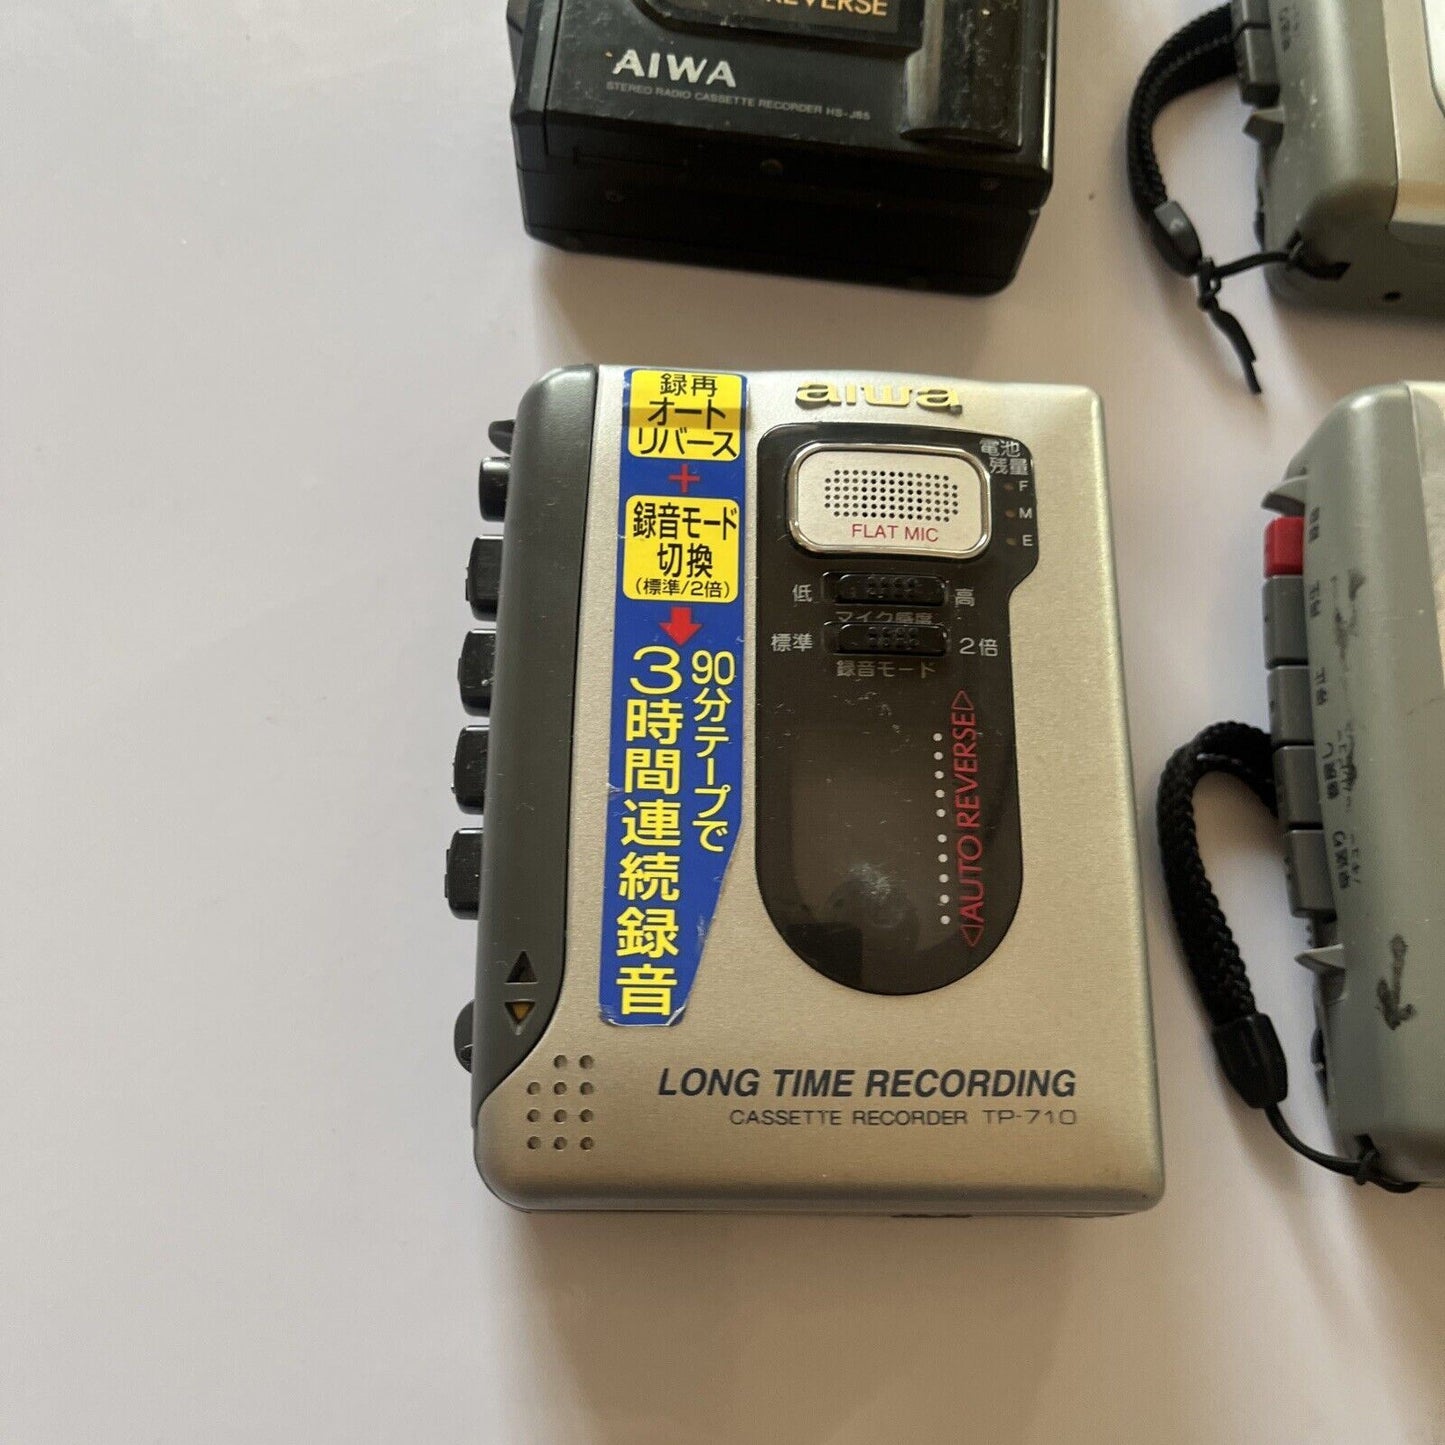 REVERSE
AIWA
STEREO RADIO CASSETTE RECORDER HS-J85
aiwa
録再
オート
リバース
+
録音モード
切換
(標準/2倍)
90分テープで
3時間連続録音
電池
残量
F
M
E
FLAT MIC
低
高
マイク感度
標準
2倍
録音モード
◁AUTO REVERSE▷
LONG TIME RECORDING
CASSETTE RECORDER TP-710